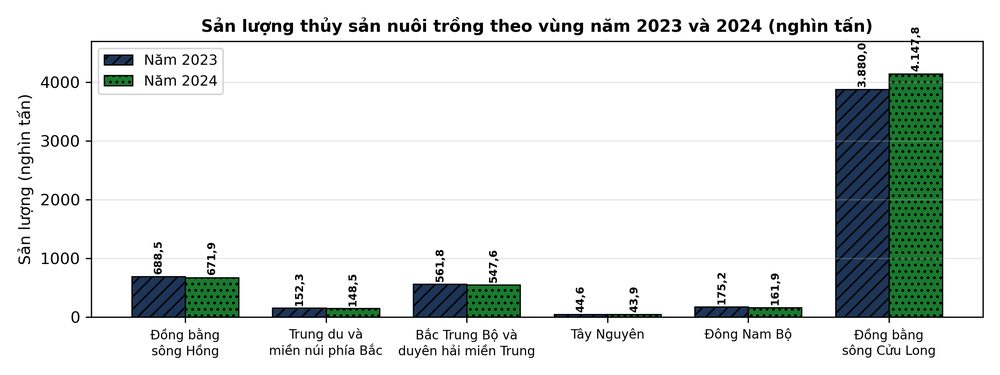 Sản lượng thủy sản nuôi trồng theo vùng năm 2023 và 2024 (nghìn tấn)
Năm 2023
Năm 2024
Sản lượng (nghìn tấn)
4000
3000
2000
1000
0
688,5
671,9
152,3
148,5
561,8
547,6
44,6
43,9
175,2
161,9
3.880,0
4.147,8
Đồng bằng
sông Hồng
Trung du và
miền núi phía Bắc
Bắc Trung Bộ và
duyên hải miền Trung
Tây Nguyên
Đông Nam Bộ
Đồng bằng
sông Cửu Long